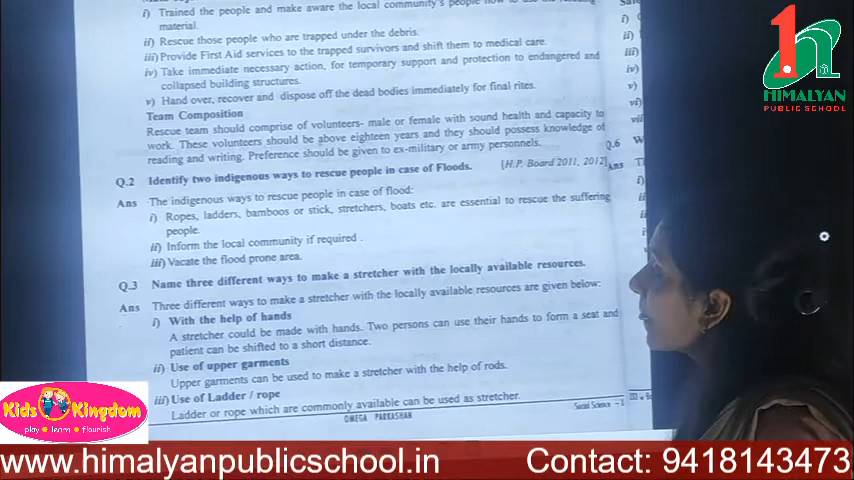 i) Trained the people and make aware the local community's people how to use the
material.
ii) Rescue those people who are trapped under the debris.
iii) Provide First Aid services to the trapped survivors and shift them to medical care.
iv) Take immediate necessary action, for temporary support and protection to endangered and
collapsed building structures.
v) Hand over, recover and dispose off the dead bodies immediately for final rites.
Team Composition
Rescue team should comprise of volunteers- male or female with sound health and capacity to
work. These volunteers should be above eighteen years and they should possess knowledge of
reading and writing. Preference should be given to ex-military or army personnels.
Q.2 Identify two indigenous ways to rescue people in case of Floods. [H.P. Board 2011, 2012]
Ans The indigenous ways to rescue people in case of flood:
i) Ropes, ladders, bamboos or stick, stretchers, boats etc. are essential to rescue the suffering
people.
ii) Inform the local community if required .
iii) Vacate the flood prone area.
Q.3 Name three different ways to make a stretcher with the locally available resources.
Ans Three different ways to make a stretcher with the locally available resources are given below:
i) With the help of hands
A stretcher could be made with hands. Two persons can use their hands to form a seat and
patient can be shifted to a short distance.
ii) Use of upper garments
Upper garments can be used to make a stretcher with the help of rods.
iii) Use of Ladder / rope
Ladder or rope which are commonly available can be used as stretcher.
OMEGA PARKASHAN
Social Science - I
i)
ii)
iii)
iv)
v)
vi)
vii
Q.6 W
Ans T
i)
ii
HIMALYAN
PUBLIC SCHOOL
Kids Kingdom
play learn flourish
www.himalyanpublicschool.in Contact: 9418143473